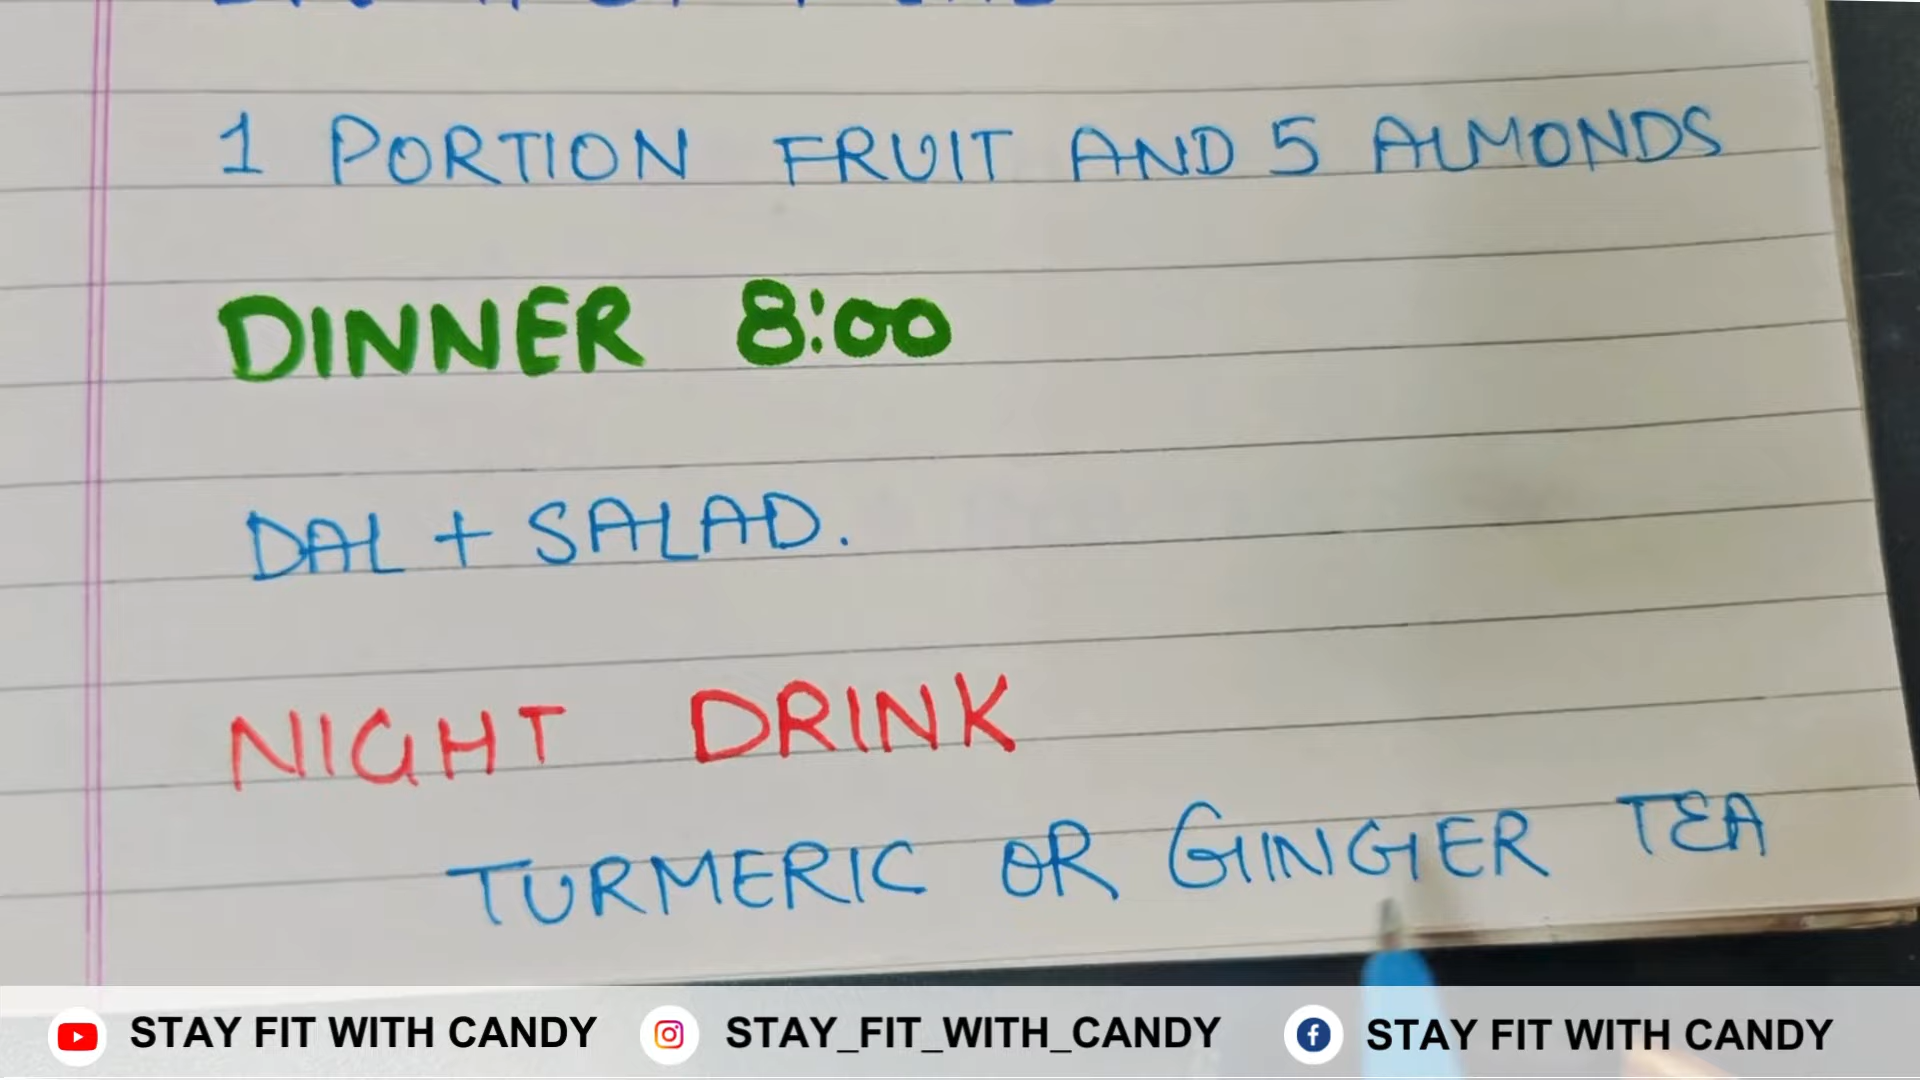 1 PORTION FRUIT AND 5 ALMONDS
DINNER 8:00
DAL + SALAD.
NIGHT DRINK
TURMERIC OR GINGER TEA
STAY FIT WITH CANDY STAY_FIT_WITH_CANDY STAY FIT WITH CANDY